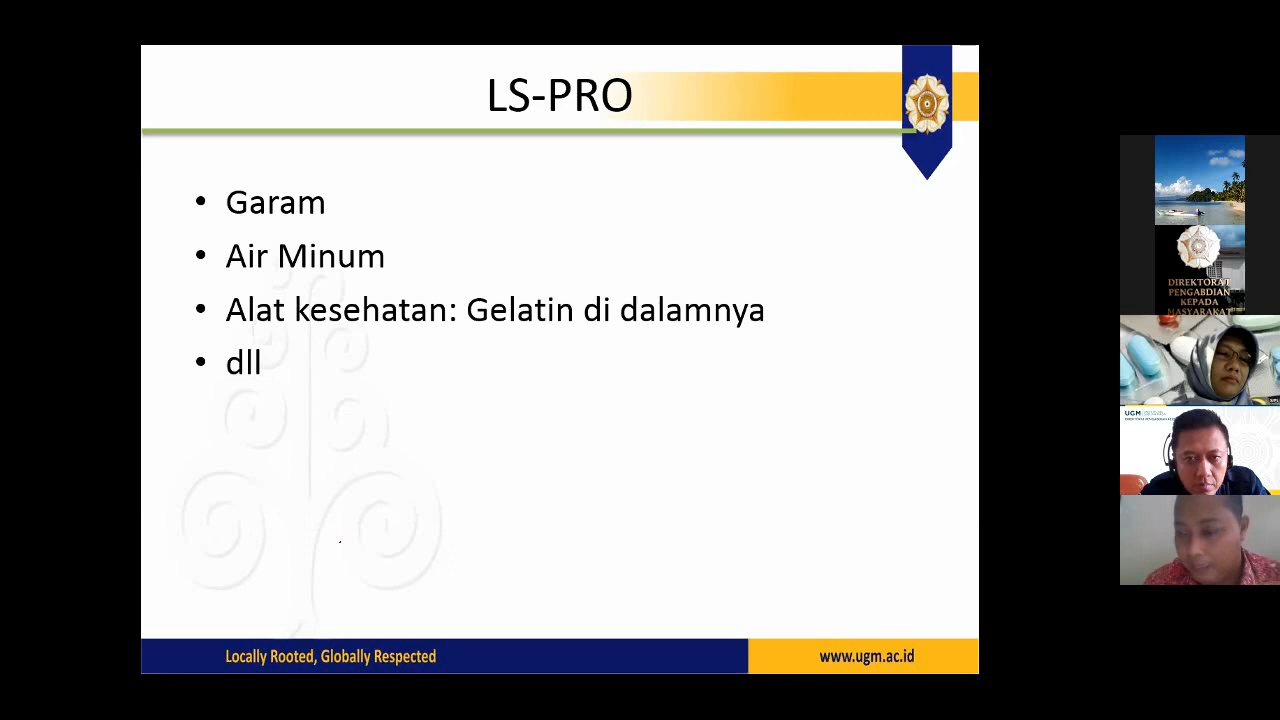 LS-PRO
• Garam
• Air Minum
• Alat kesehatan: Gelatin di dalamnya
• dll
Locally Rooted, Globally Respected
www.ugm.ac.id
DIREKTORAT
PENGABDIAN
KEPADA
MASYARAKAT
UGM